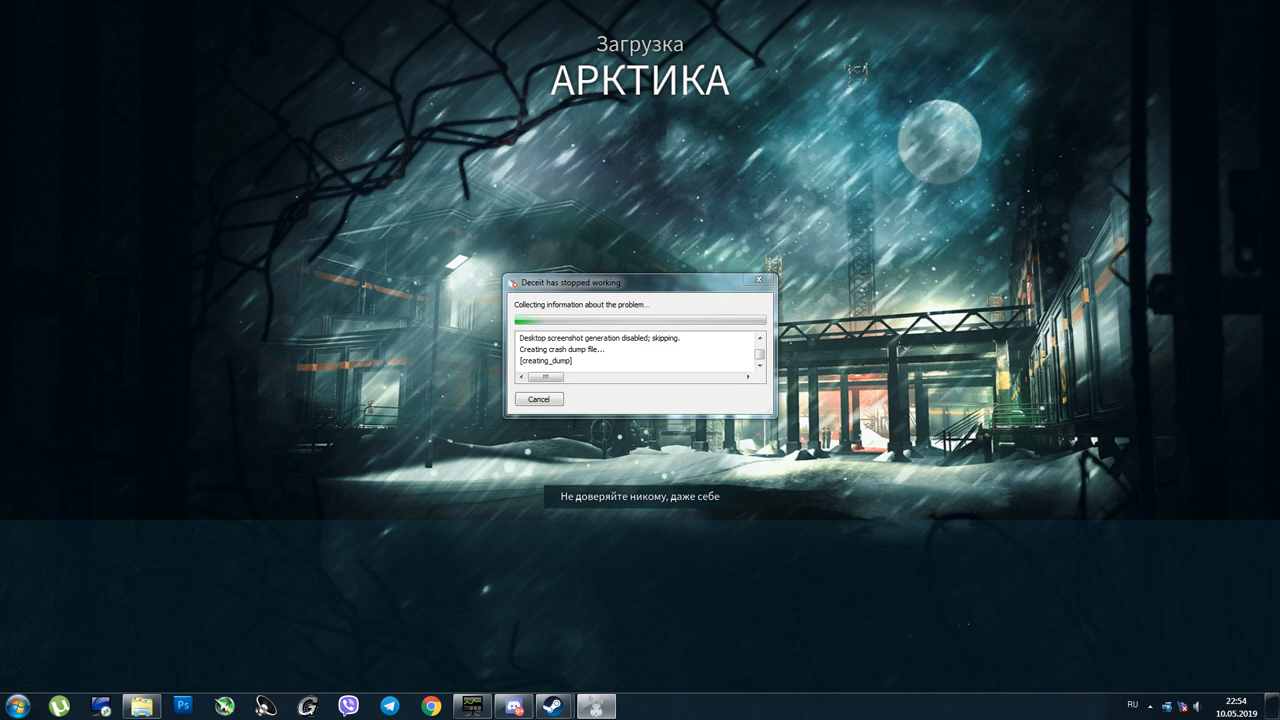 Загрузка
АРКТИКА
Deceit has stopped working
Collecting information about the problem...
Desktop screenshot generation disabled; skipping.
Creating crash dump file...
[creating_dump]
Cancel
Не доверяйте никому, даже себе
Ps
RU
22:54
10.05.2019